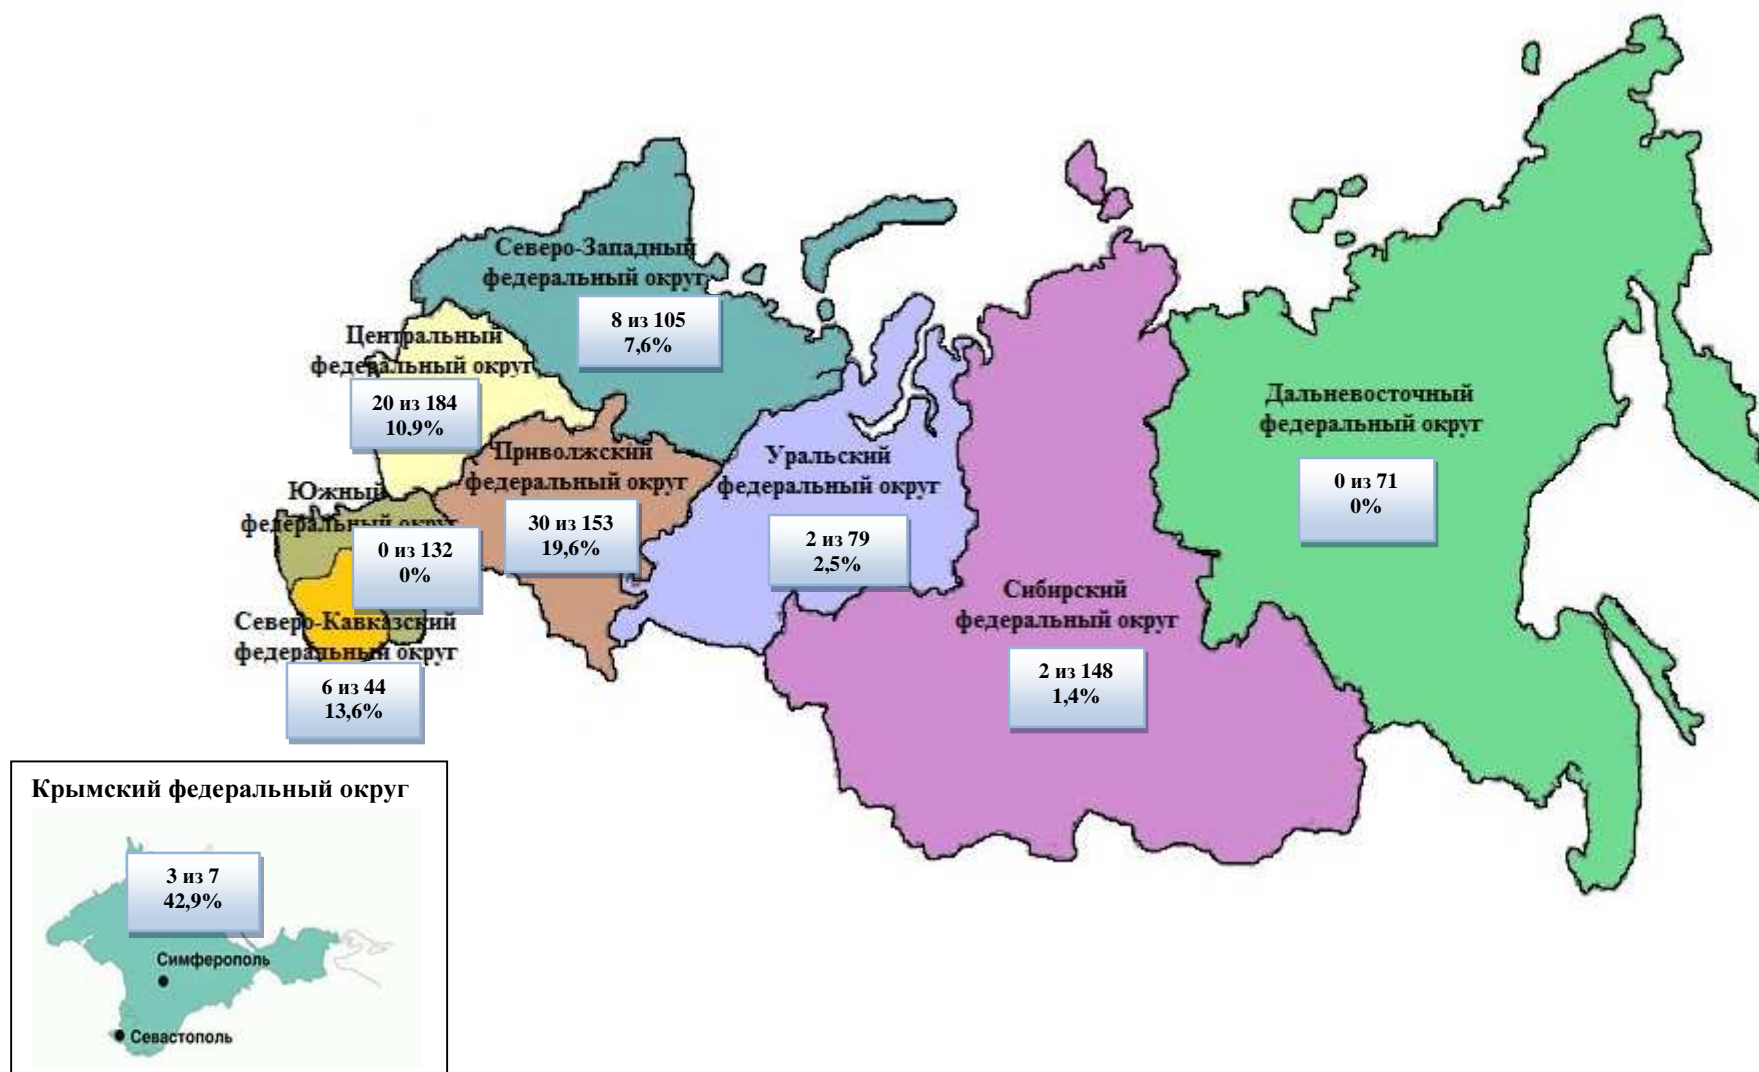 Северо-Западный
федеральный округ
8 из 105
7,6%
Центральный
федеральный округ
20 из 184
10,9%
Приволжский
федеральный округ
30 из 153
19,6%
Уральский
федеральный округ
2 из 79
2,5%
Дальневосточный
федеральный округ
0 из 71
0%
Южный
федеральный округ
0 из 132
0%
Сибирский
федеральный округ
2 из 148
1,4%
Северо-Кавказский
федеральный округ
6 из 44
13,6%
Крымский федеральный округ
3 из 7
42,9%
Симферополь
Севастополь